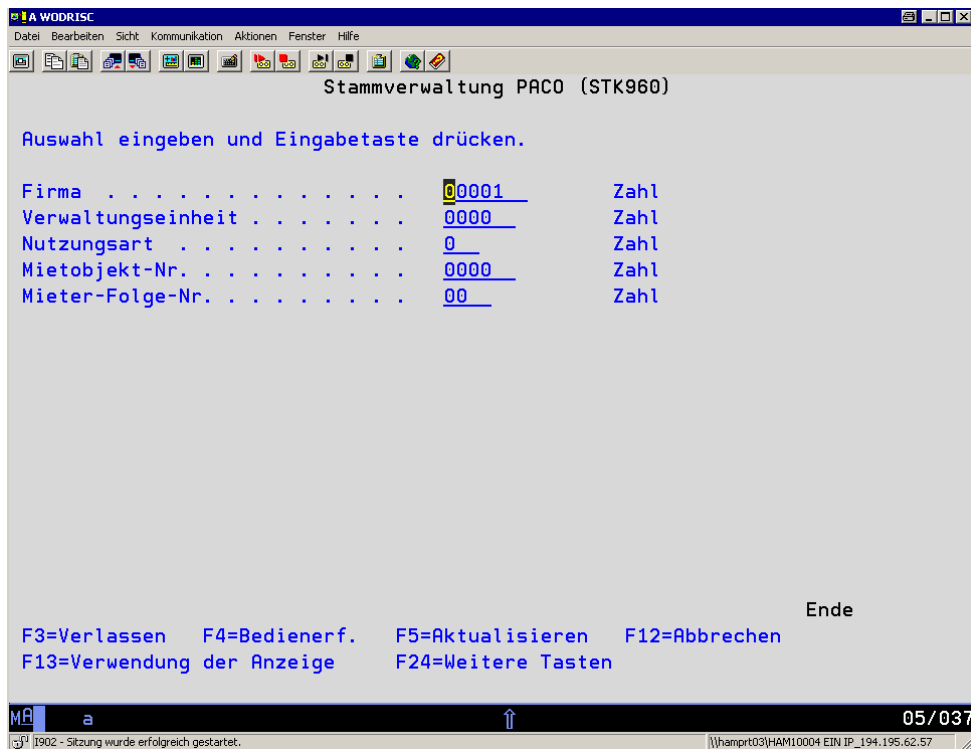 A WODRISC
Datei Bearbeiten Sicht Kommunikation Aktionen Fenster Hilfe
Stammverwaltung PACO (STK960)
Auswahl eingeben und Eingabetaste drücken.
Firma . . . . . . . . . . . . . 00001 Zahl
Verwaltungseinheit . . . . . . . 0000 Zahl
Nutzungsart . . . . . . . . . . 0 Zahl
Mietobjekt-Nr. . . . . . . . . . 0000 Zahl
Mieter-Folge-Nr. . . . . . . . . 00 Zahl
Ende
F3=Verlassen F4=Bedienerf. F5=Aktualisieren F12=Abbrechen
F13=Verwendung der Anzeige F24=Weitere Tasten
MA a 05/037
I902 - Sitzung wurde erfolgreich gestartet. \\hamprt03\HAM10004 EIN IP_194.195.62.57